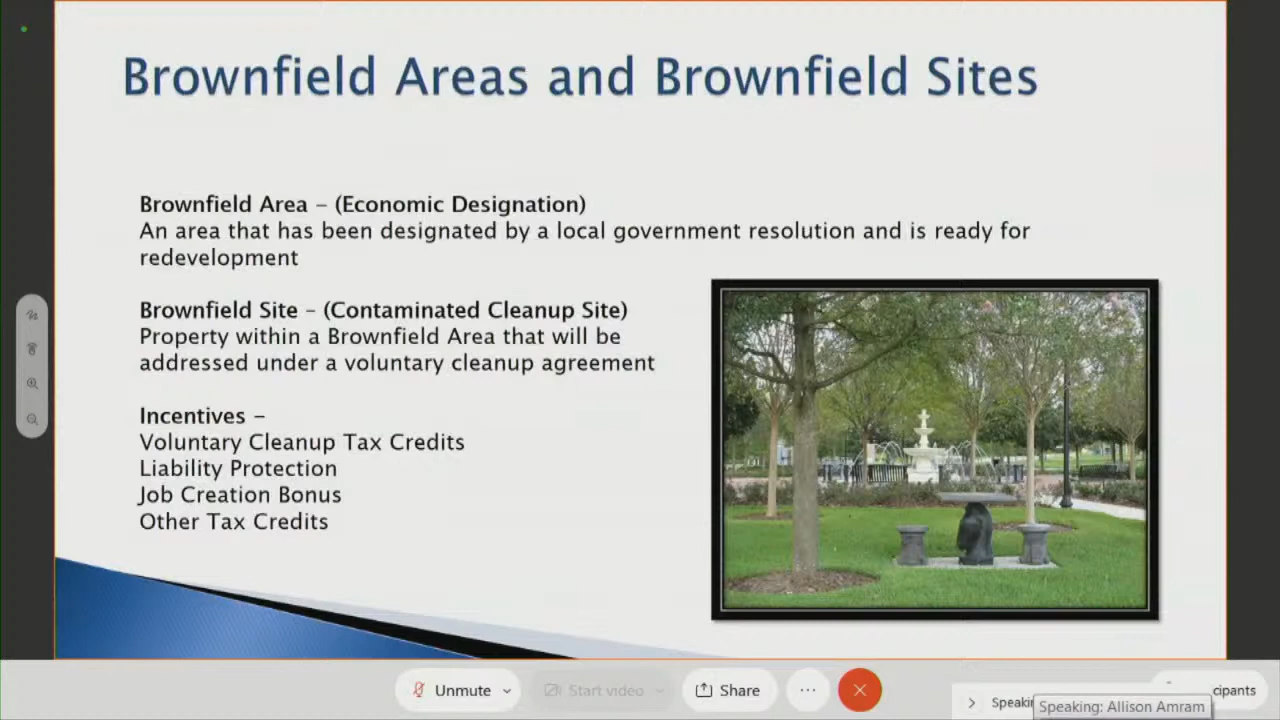 Brownfield Areas and Brownfield Sites
Brownfield Area – (Economic Designation)
An area that has been designated by a local government resolution and is ready for
redevelopment
Brownfield Site – (Contaminated Cleanup Site)
Property within a Brownfield Area that will be
addressed under a voluntary cleanup agreement
Incentives –
Voluntary Cleanup Tax Credits
Liability Protection
Job Creation Bonus
Other Tax Credits
Unmute
Start video
Share
Speaking: Allison Amram